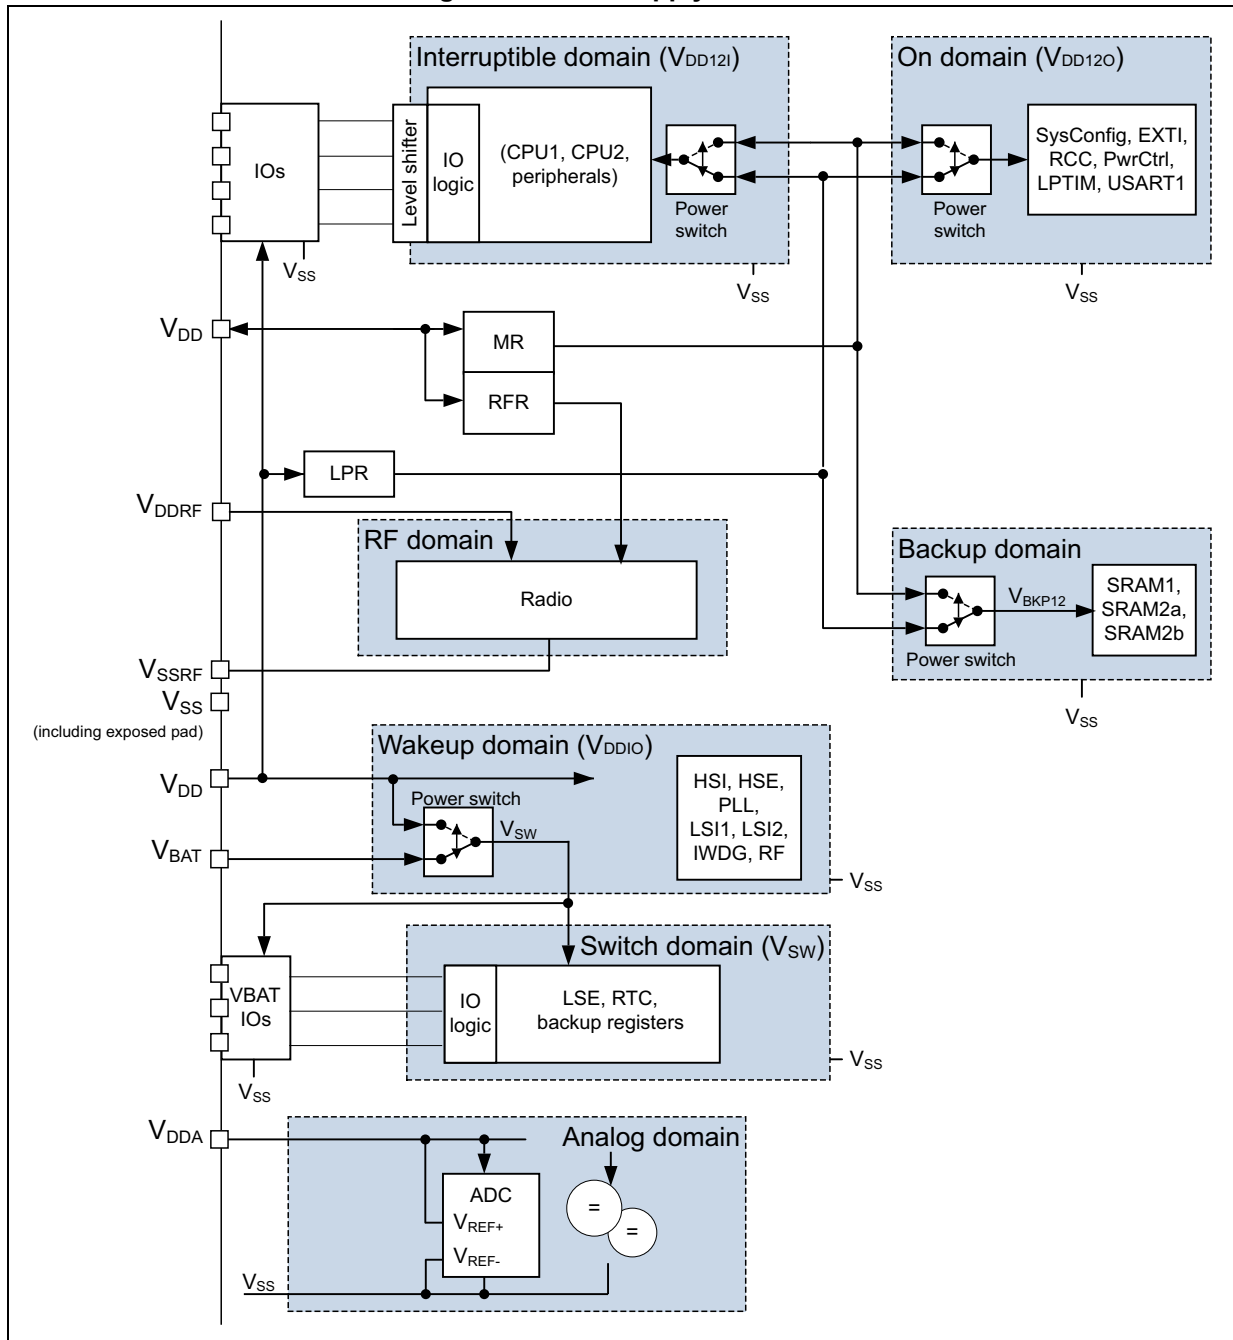 Interruptible domain (VDD12I)
On domain (VDD12O)
IOs
Level shifter
IO
logic
(CPU1, CPU2,
peripherals)
Power
switch
Power
switch
SysConfig, EXTI,
RCC, PwrCtrl,
LPTIM, USART1
VSS
VSS
VSS
VDD
MR
RFR
LPR
VDDRF
RF domain
Radio
Backup domain
VBKP12
SRAM1,
SRAM2a,
SRAM2b
Power switch
VSS
VSSRF
VSS
(including exposed pad)
Wakeup domain (VDDIO)
VDD
Power switch
VSW
HSI, HSE,
PLL,
LSI1, LSI2,
IWDG, RF
VBAT
VSS
Switch domain (VSW)
VBAT
IOs
IO
logic
LSE, RTC,
backup registers
VSS
VSS
VDDA
Analog domain
ADC
VREF+
VREF-
=
=
VSS